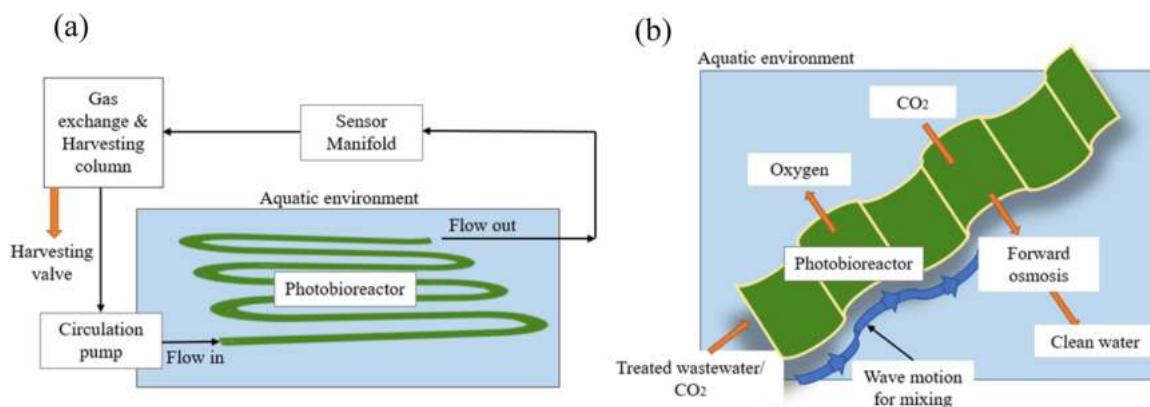 (a)
Gas
exchange &
Harvesting
column
Sensor
Manifold
Aquatic environment
Flow out
Harvesting
valve
Photobioreactor
Circulation
pump
Flow in
(b)
Aquatic environment
CO₂
Oxygen
Photobioreactor
Forward
osmosis
Clean water
Treated wastewater/
CO₂
Wave motion
for mixing